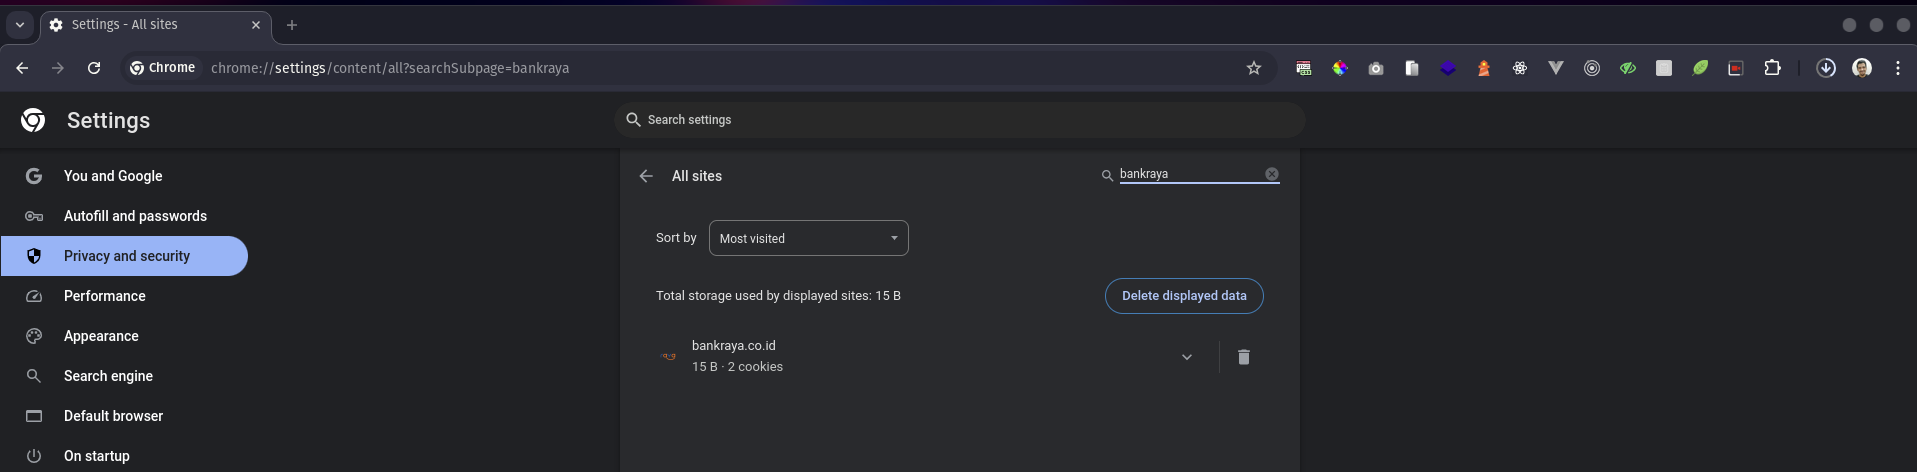 Settings - All sites
Chrome
chrome://settings/content/all?searchSubpage=bankraya
Settings
Search settings
You and Google
Autofill and passwords
Privacy and security
Performance
Appearance
Search engine
Default browser
On startup
All sites
bankraya
Sort by
Most visited
Total storage used by displayed sites: 15 B
Delete displayed data
bankraya.co.id
15 B · 2 cookies